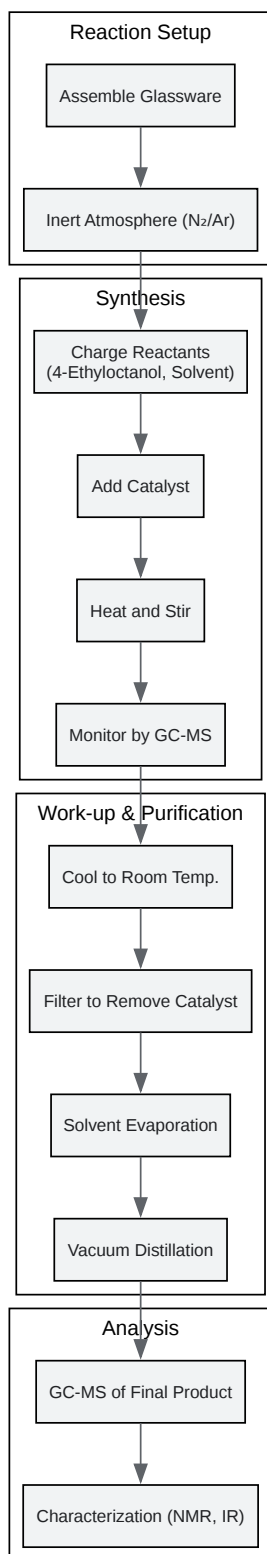 Reaction Setup
Assemble Glassware
Inert Atmosphere (N₂/Ar)
Synthesis
Charge Reactants
(4-Ethyloctanol, Solvent)
Add Catalyst
Heat and Stir
Monitor by GC-MS
Work-up & Purification
Cool to Room Temp.
Filter to Remove Catalyst
Solvent Evaporation
Vacuum Distillation
Analysis
GC-MS of Final Product
Characterization (NMR, IR)